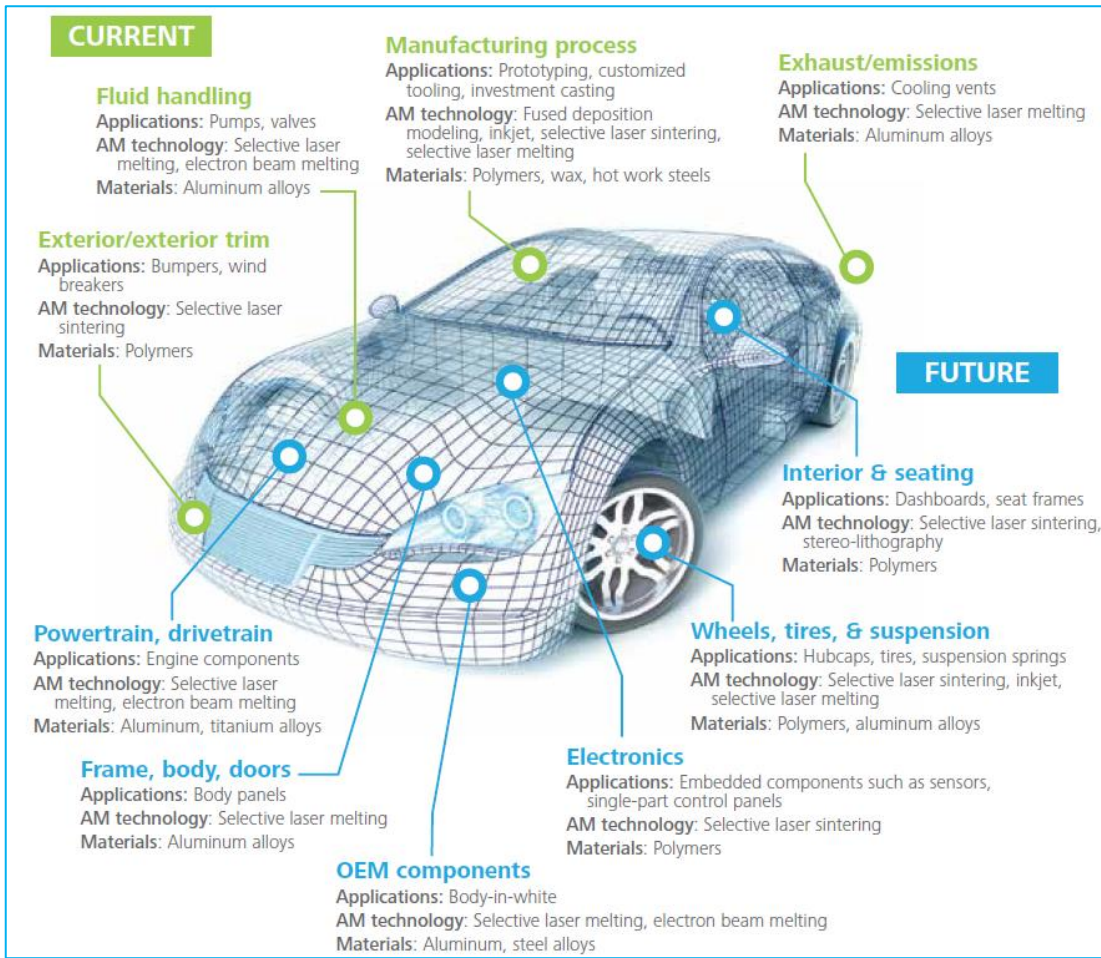 CURRENT
Manufacturing process
Applications: Prototyping, customized
tooling, investment casting
AM technology: Fused deposition
modeling, inkjet, selective laser sintering,
selective laser melting
Materials: Polymers, wax, hot work steels
Exhaust/emissions
Applications: Cooling vents
AM technology: Selective laser melting
Materials: Aluminum alloys
Fluid handling
Applications: Pumps, valves
AM technology: Selective laser
melting, electron beam melting
Materials: Aluminum alloys
Exterior/exterior trim
Applications: Bumpers, wind
breakers
AM technology: Selective laser
sintering
Materials: Polymers
FUTURE
Interior & seating
Applications: Dashboards, seat frames
AM technology: Selective laser sintering,
stereo-lithography
Materials: Polymers
Wheels, tires, & suspension
Applications: Hubcaps, tires, suspension springs
AM technology: Selective laser sintering, inkjet,
selective laser melting
Materials: Polymers, aluminum alloys
Powertrain, drivetrain
Applications: Engine components
AM technology: Selective laser
melting, electron beam melting
Materials: Aluminum, titanium alloys
Electronics
Applications: Embedded components such as sensors,
single-part control panels
AM technology: Selective laser sintering
Materials: Polymers
Frame, body, doors
Applications: Body panels
AM technology: Selective laser melting
Materials: Aluminum alloys
OEM components
Applications: Body-in-white
AM technology: Selective laser melting, electron beam melting
Materials: Aluminum, steel alloys